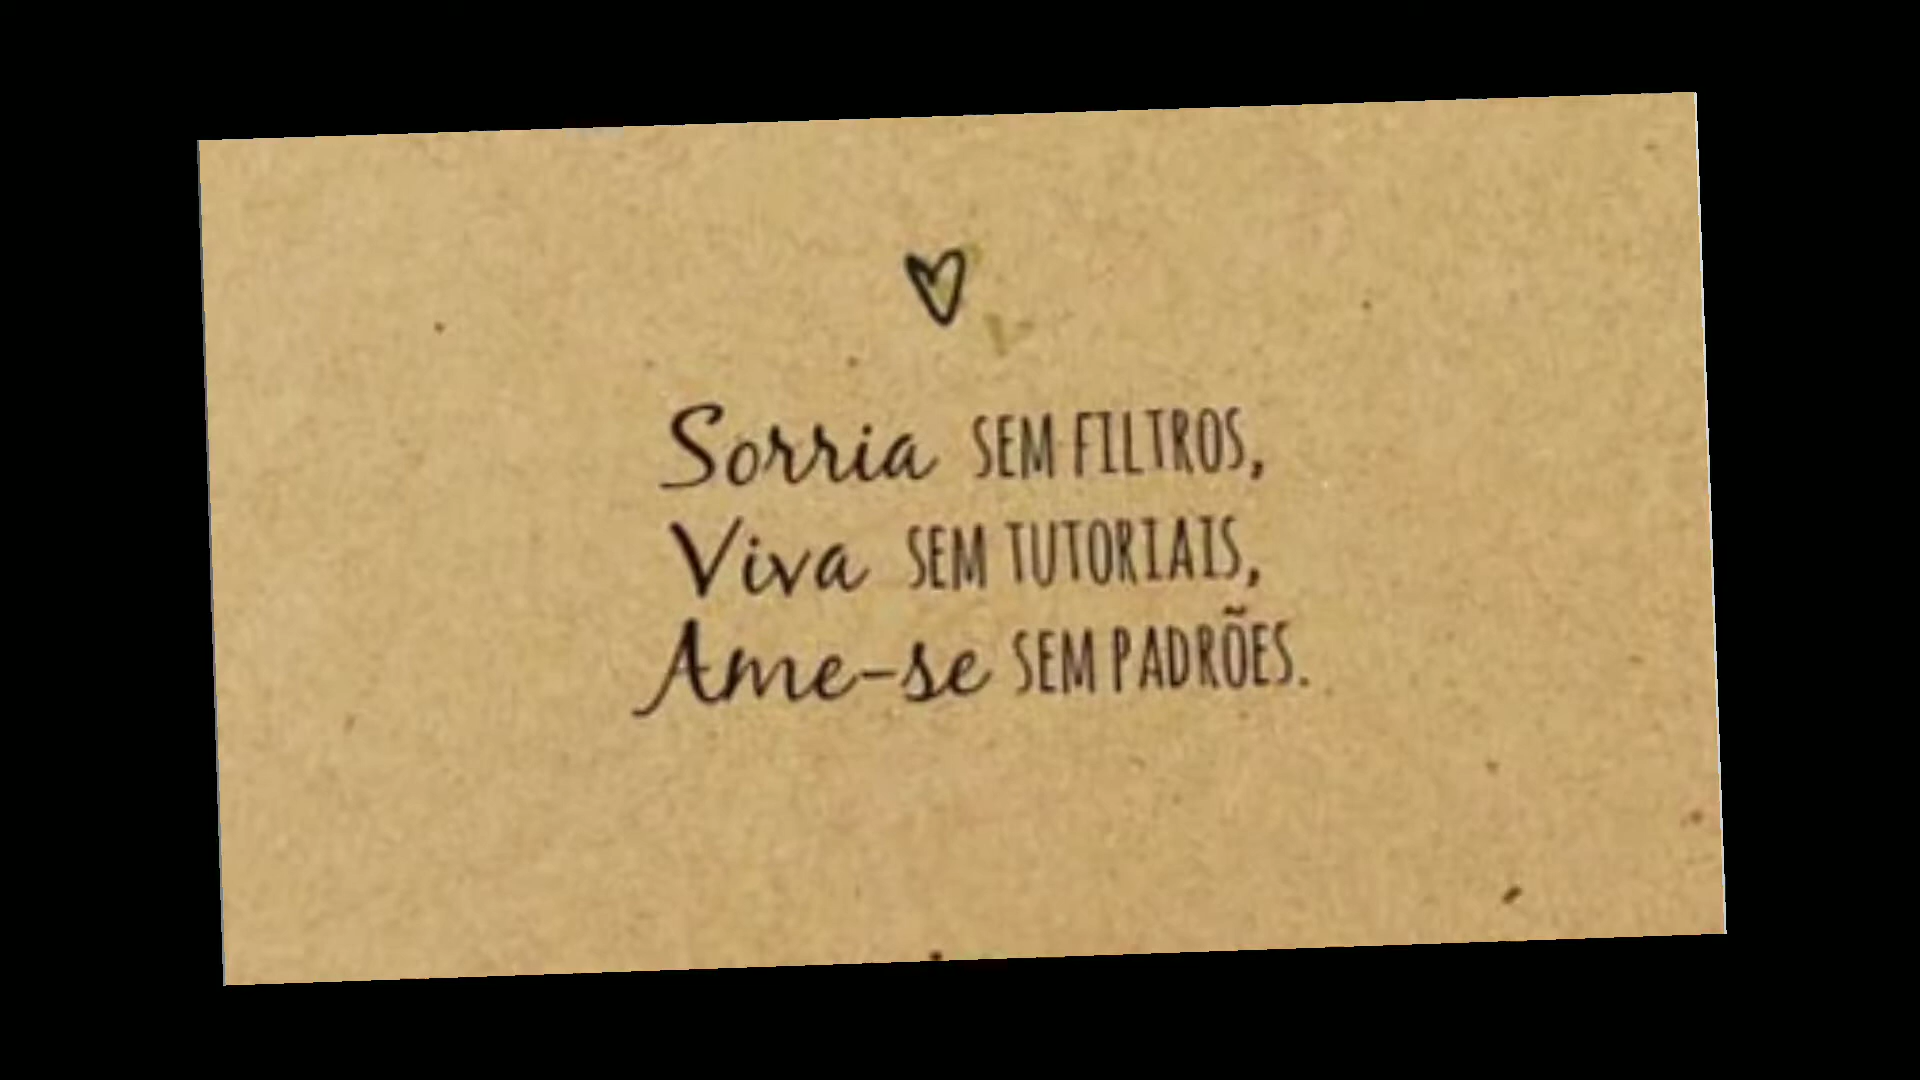 Sorria SEM FILTROS,
Viva SEM TUTORIAIS,
Ame-se SEM PADRÕES.